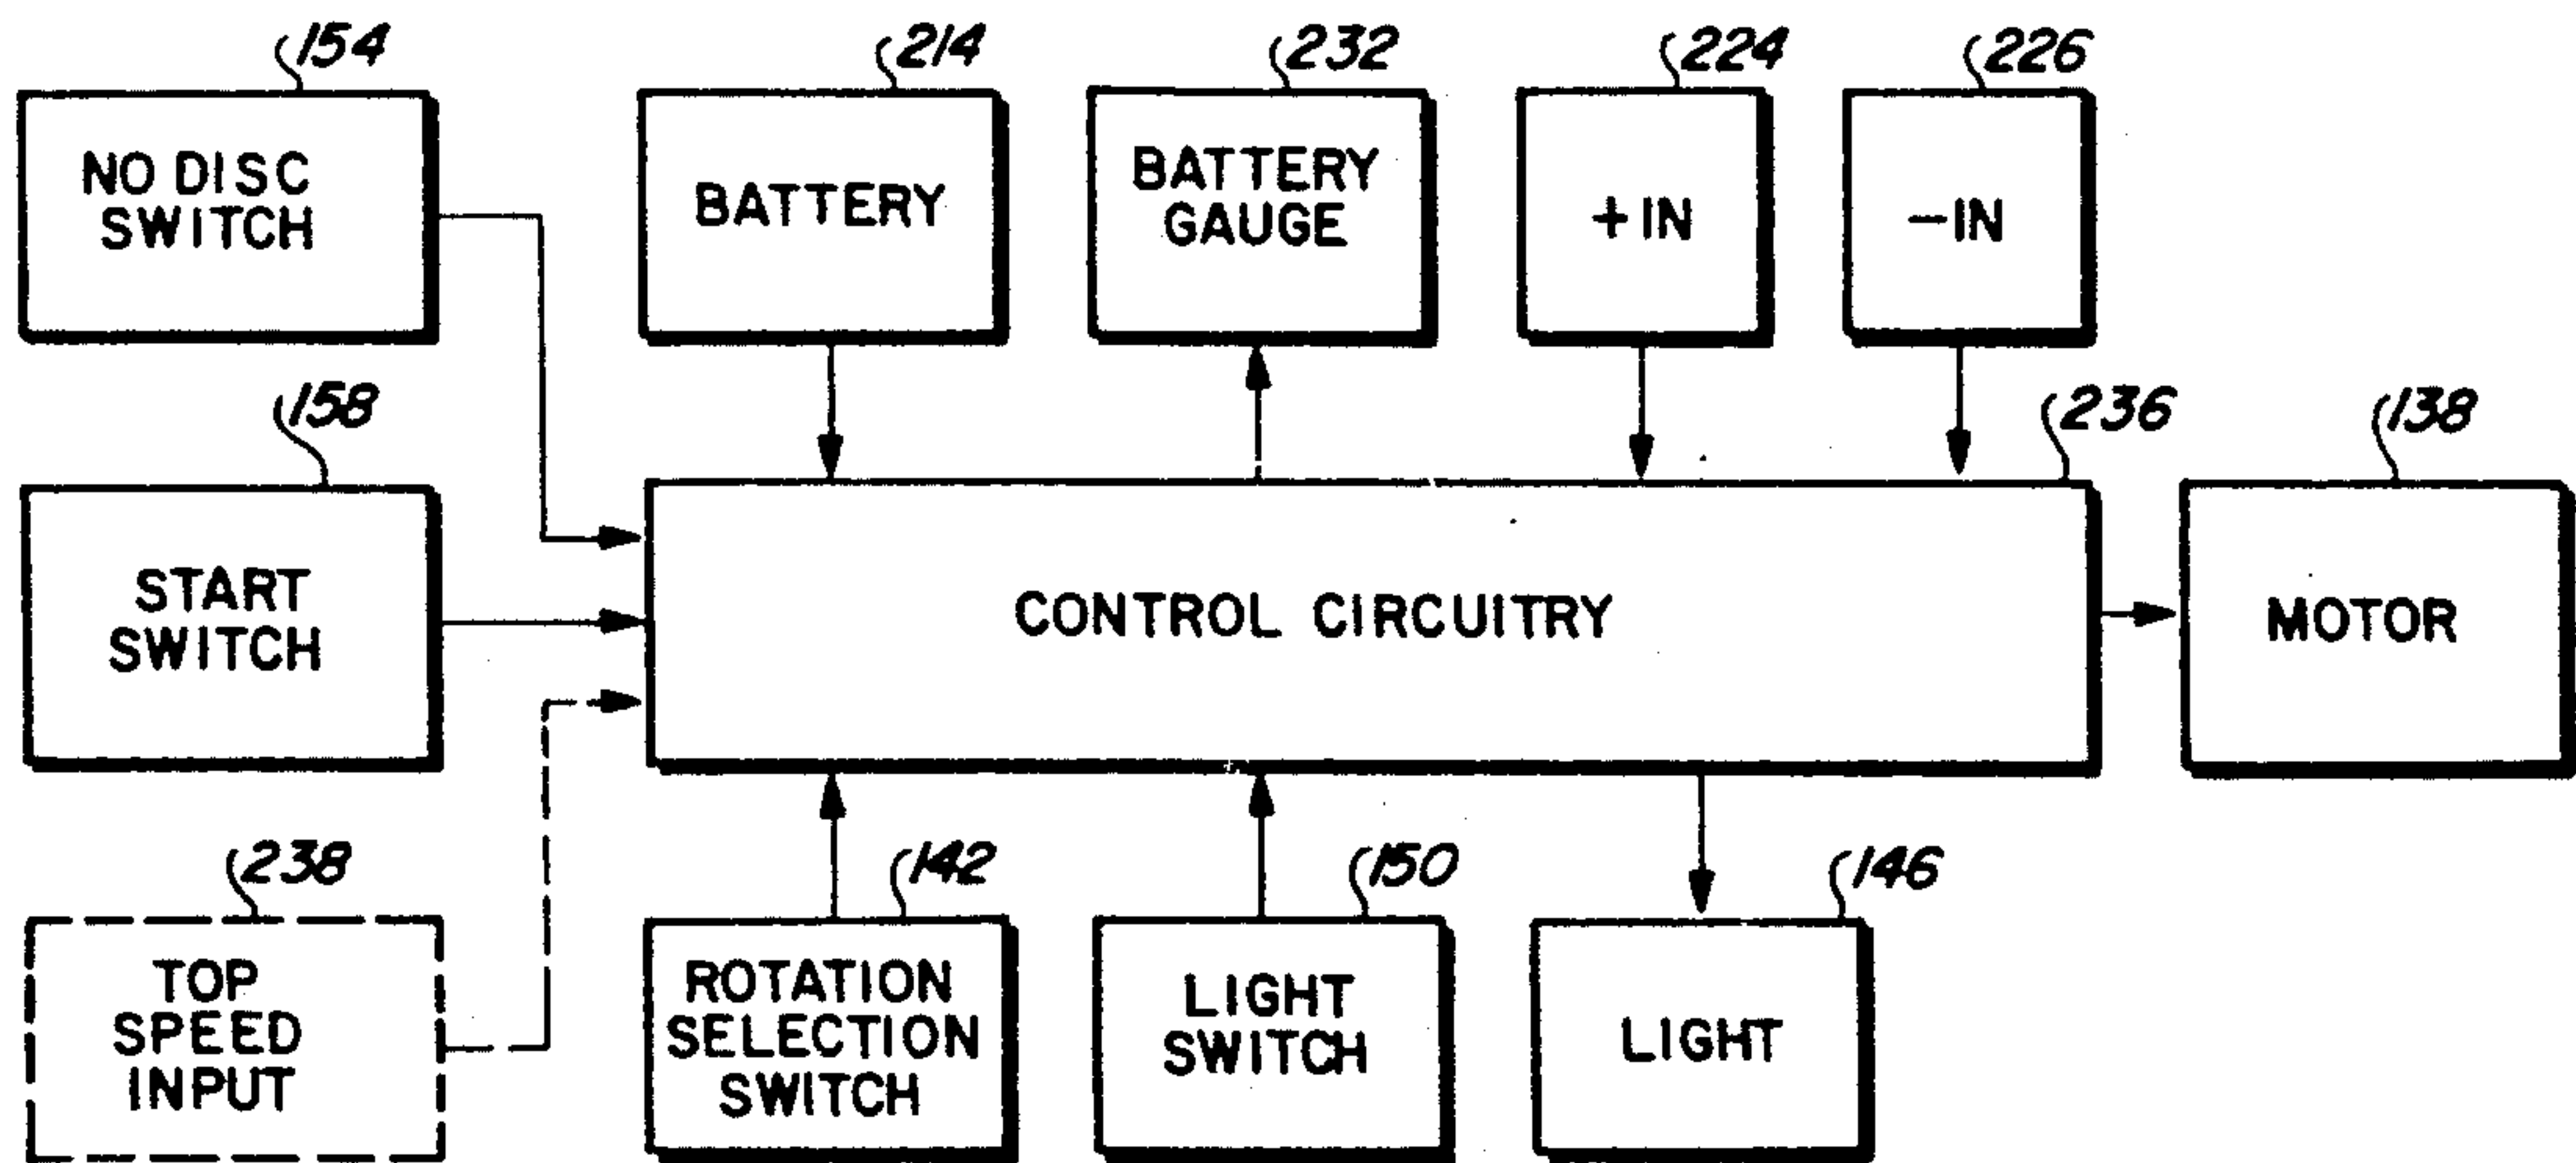 154
214
232
224
226
NO DISC
SWITCH
BATTERY
BATTERY
GAUGE
+IN
−IN
158
236
138
START
SWITCH
CONTROL CIRCUITRY
MOTOR
238
142
150
146
TOP
SPEED
INPUT
ROTATION
SELECTION
SWITCH
LIGHT
SWITCH
LIGHT